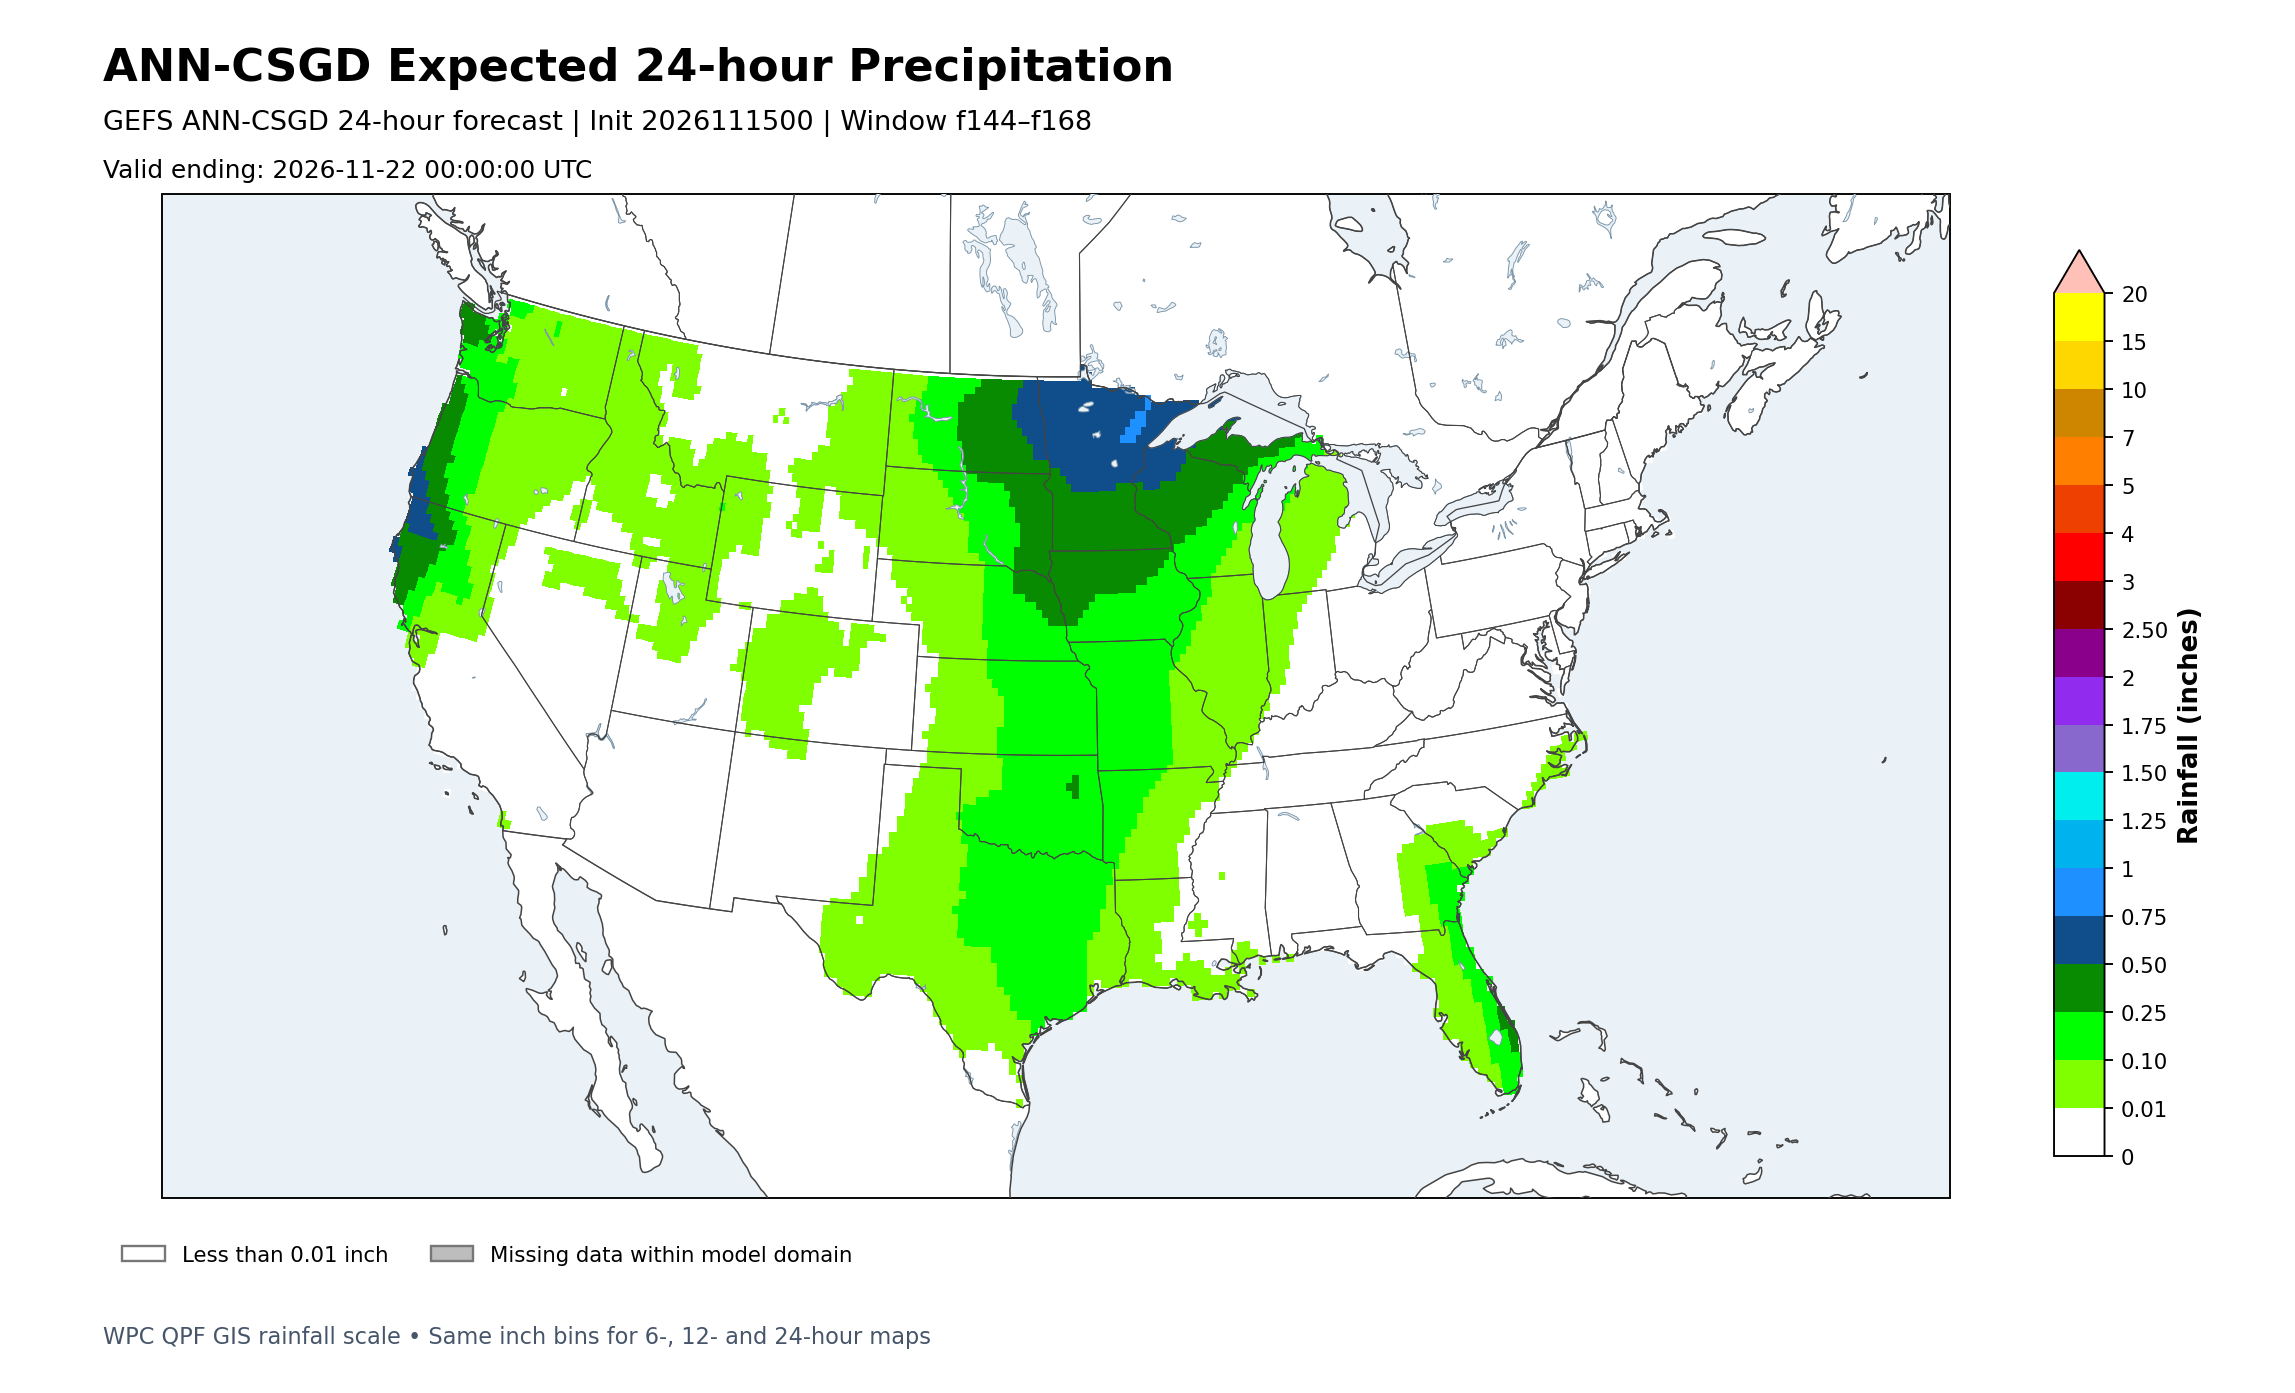 ANN-CSGD Expected 24-hour Precipitation
GEFS ANN-CSGD 24-hour forecast | Init 2026111500 | Window f144–f168
Valid ending: 2026-11-22 00:00:00 UTC
20
15
10
7
5
4
3
2.50
2
1.75
1.50
1.25
1
0.75
0.50
0.25
0.10
0.01
0
Rainfall (inches)
Less than 0.01 inch
Missing data within model domain
WPC QPF GIS rainfall scale • Same inch bins for 6-, 12- and 24-hour maps